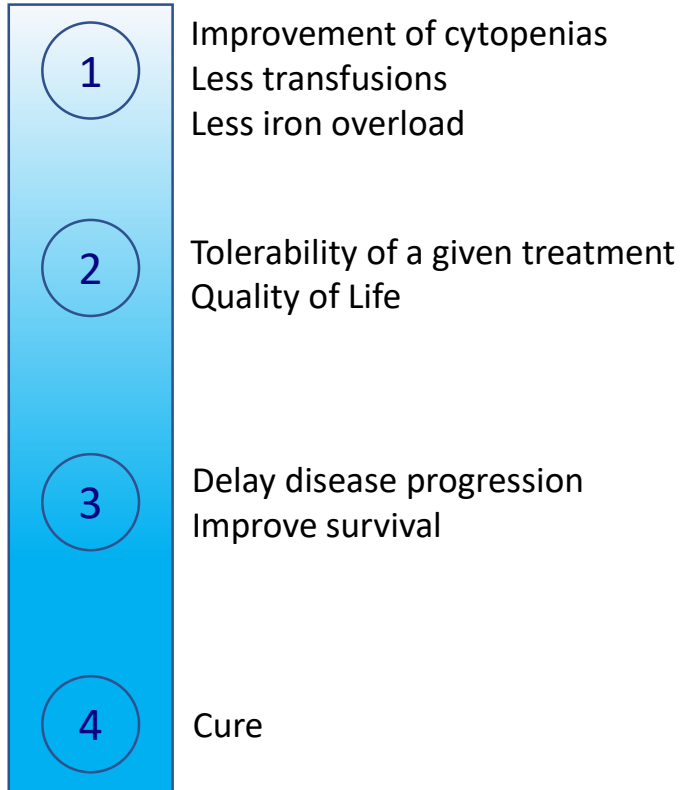 1
Improvement of cytopenias
Less transfusions
Less iron overload
2
Tolerability of a given treatment
Quality of Life
3
Delay disease progression
Improve survival
4
Cure